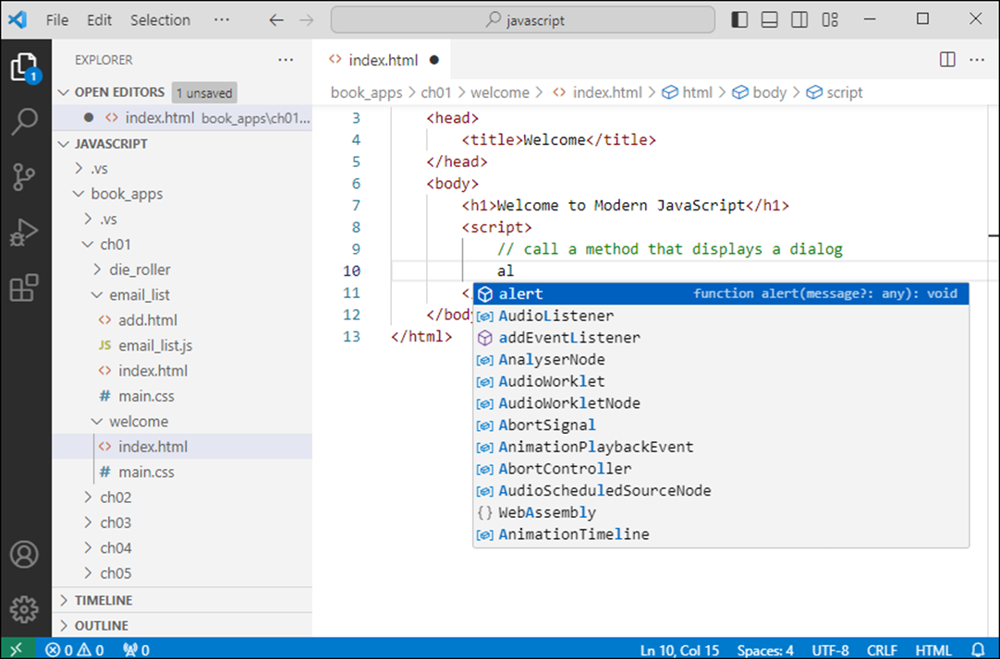 File Edit Selection ··· javascript
EXPLORER ···
OPEN EDITORS 1 unsaved
index.html book_apps\ch01...
JAVASCRIPT
.vs
book_apps
.vs
ch01
die_roller
email_list
<> add.html
JS email_list.js
<> index.html
# main.css
welcome
<> index.html
# main.css
ch02
ch03
ch04
ch05
TIMELINE
OUTLINE
1
<> index.html ●
book_apps > ch01 > welcome > <> index.html > html > body > script
3 <head>
4 <title>Welcome</title>
5 </head>
6 <body>
7 <h1>Welcome to Modern JavaScript</h1>
8 <script>
9 // call a method that displays a dialog
10 al
11 <
12 </body
13 </html>
alert function alert(message?: any): void
AudioListener
addEventListener
AnalyserNode
AudioWorklet
AudioWorkletNode
AbortSignal
AnimationPlaybackEvent
AbortController
AudioScheduledSourceNode
{} WebAssembly
AnimationTimeline
0 0 0 Ln 10, Col 15 Spaces: 4 UTF-8 CRLF HTML